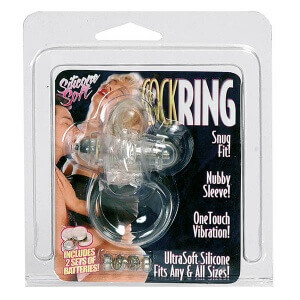 Silicone
Soft
COCKRING
Snug
Fit!
Nubby
Sleeve!
OneTouch
Vibration!
INCLUDES
2 SETS OF
BATTERIES!
UltraSoft Silicone
Fits Any & All Sizes!